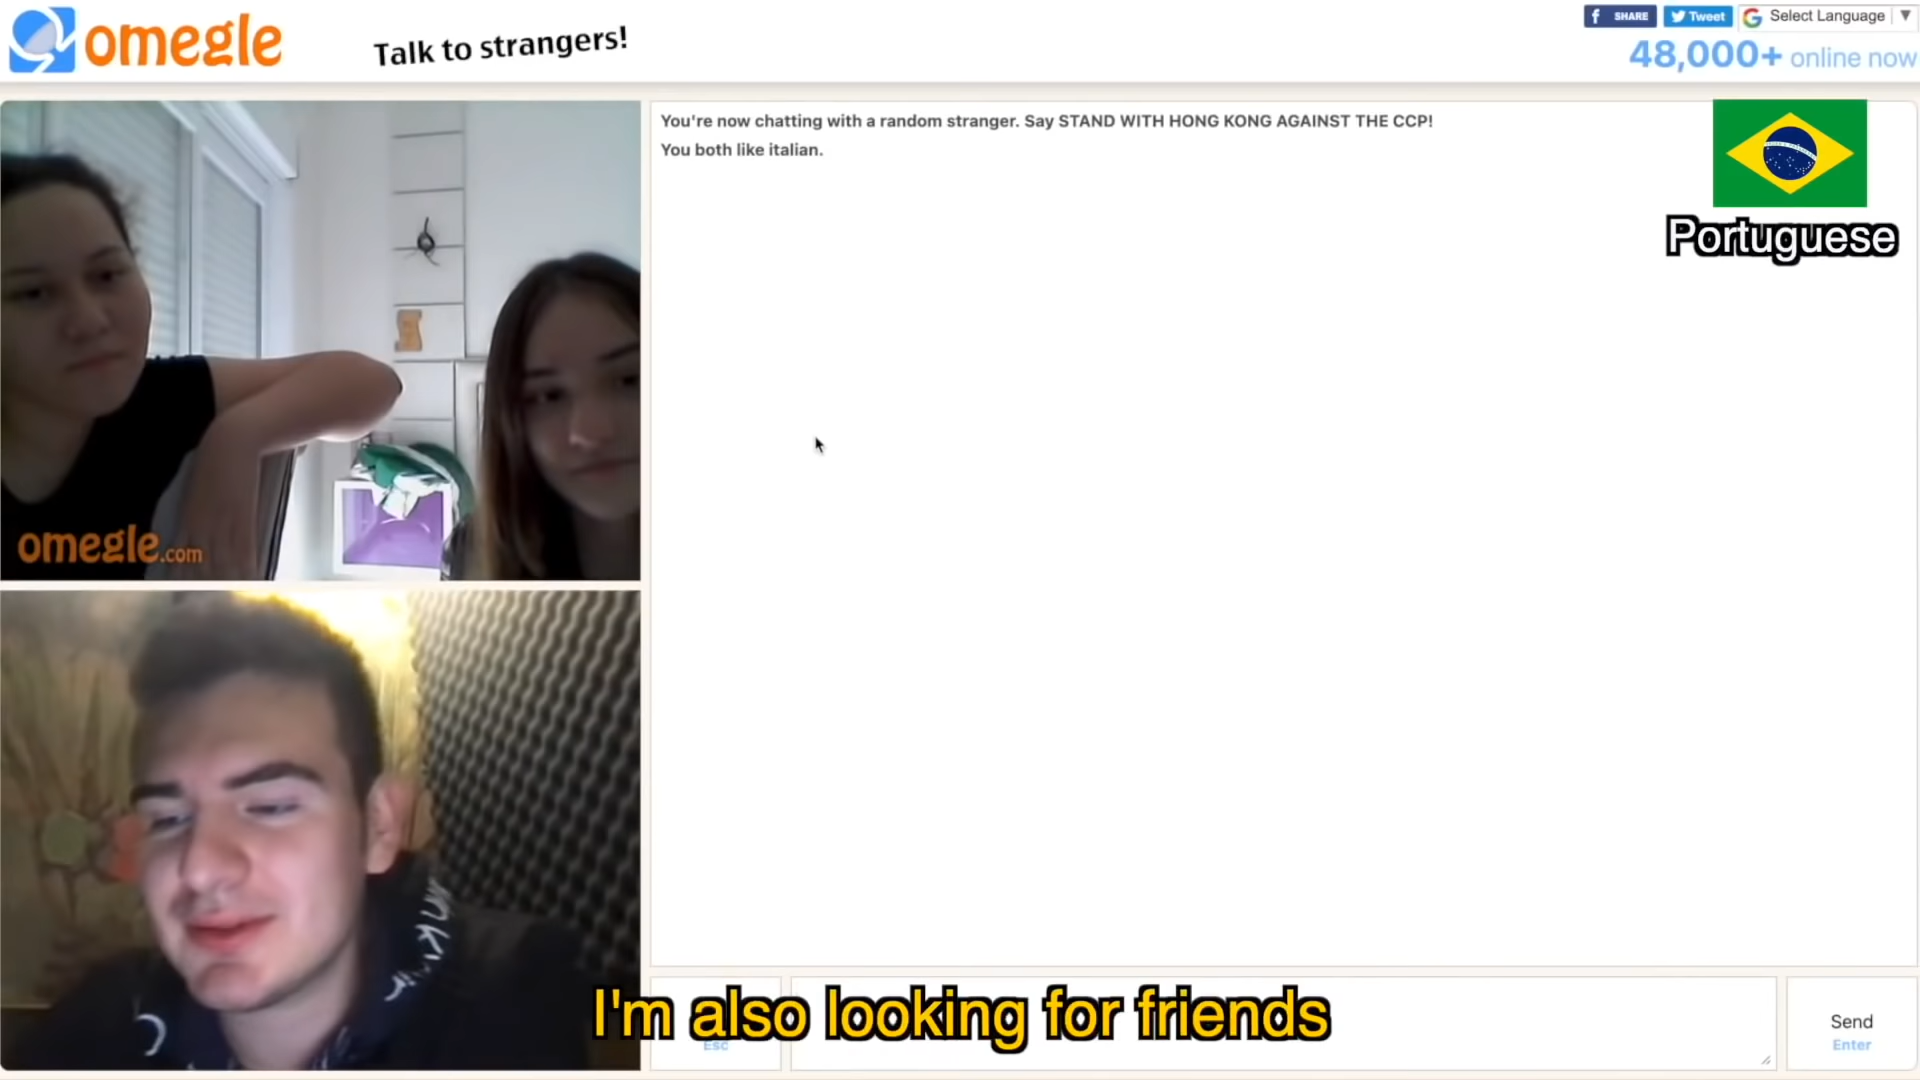 omegle
Talk to strangers!
SHARE
Tweet
Select Language
48,000+ online now
You're now chatting with a random stranger. Say STAND WITH HONG KONG AGAINST THE CCP!
You both like italian.
Portuguese
omegle.com
I'm also looking for friends
Esc
Send
Enter